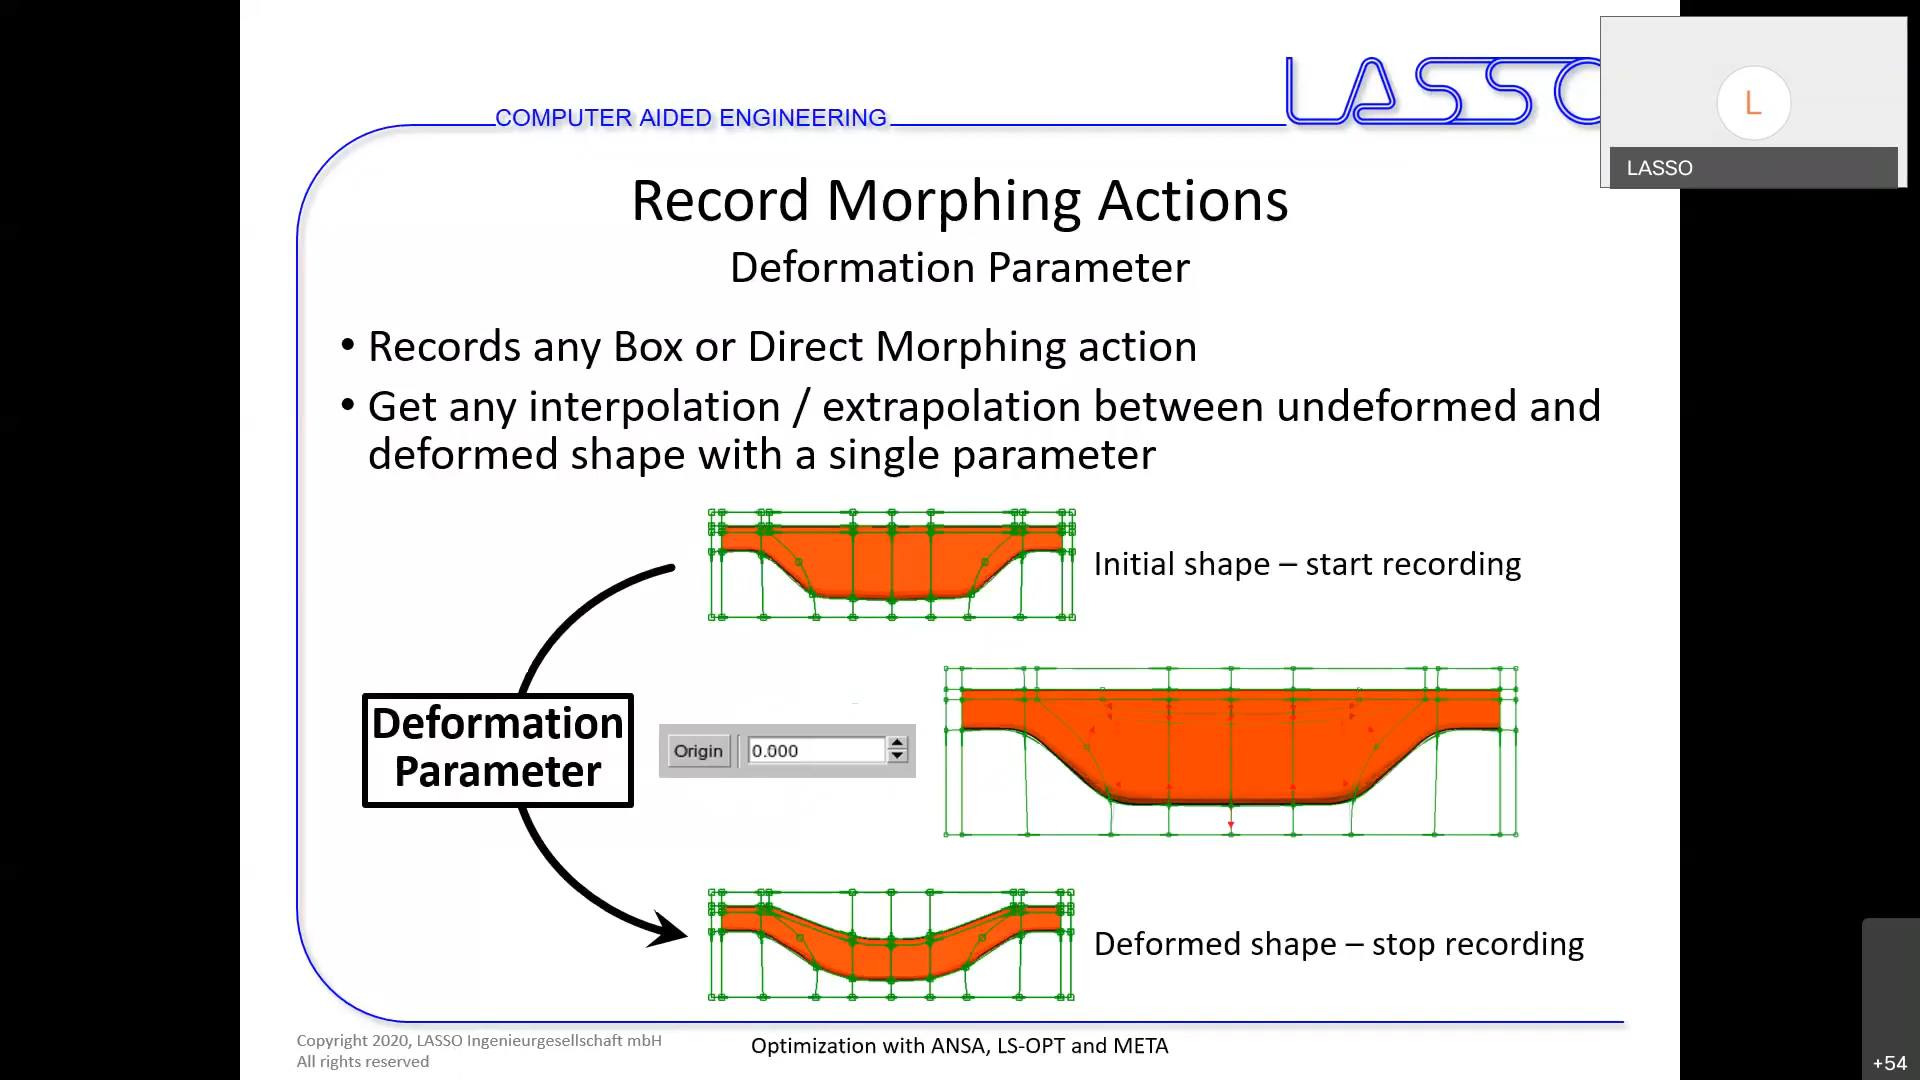 LASSO
L
LASSO
COMPUTER AIDED ENGINEERING
Record Morphing Actions
Deformation Parameter
• Records any Box or Direct Morphing action
• Get any interpolation / extrapolation between undeformed and
deformed shape with a single parameter
Initial shape – start recording
Deformation
Parameter
Origin 0.000
Deformed shape – stop recording
Copyright 2020, LASSO Ingenieurgesellschaft mbH
All rights reserved
Optimization with ANSA, LS-OPT and META
+54